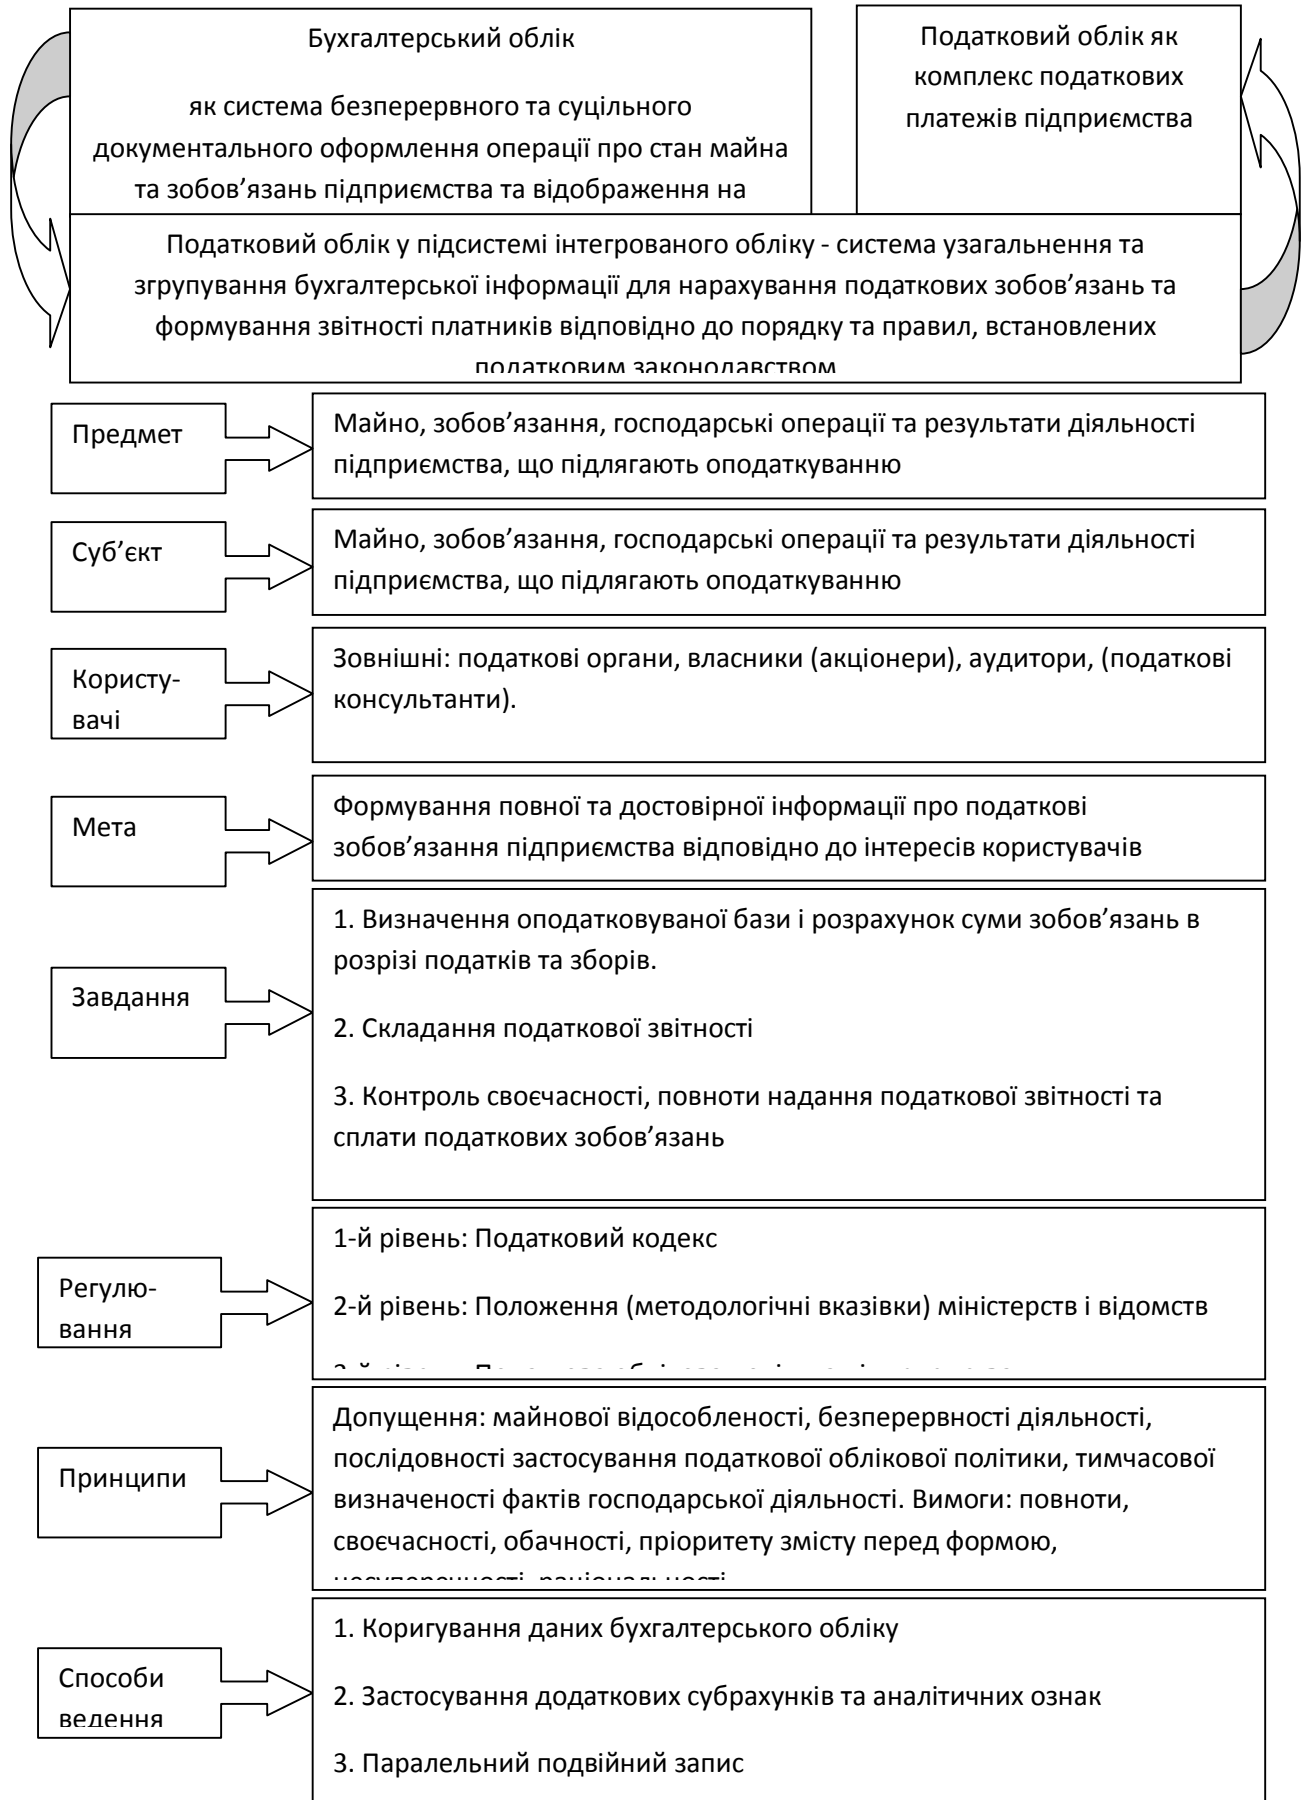 Бухгалтерський облік
як система безперервного та суцільного
документального оформлення операції про стан майна
та зобов’язань підприємства та відображення на
Податковий облік як
комплекс податкових
платежів підприємства
Податковий облік у підсистемі інтегрованого обліку - система узагальнення та
згрупування бухгалтерської інформації для нарахування податкових зобов’язань та
формування звітності платників відповідно до порядку та правил, встановлених
податковим законодавством
Предмет
Майно, зобов’язання, господарські операції та результати діяльності
підприємства, що підлягають оподаткуванню
Суб’єкт
Майно, зобов’язання, господарські операції та результати діяльності
підприємства, що підлягають оподаткуванню
Користу-
вачі
Зовнішні: податкові органи, власники (акціонери), аудитори, (податкові
консультанти).
Мета
Формування повної та достовірної інформації про податкові
зобов’язання підприємства відповідно до інтересів користувачів
Завдання
1. Визначення оподатковуваної бази і розрахунок суми зобов’язань в
розрізі податків та зборів.
2. Складання податкової звітності
3. Контроль своєчасності, повноти надання податкової звітності та
сплати податкових зобов’язань
Регулю-
вання
1-й рівень: Податковий кодекс
2-й рівень: Положення (методологічні вказівки) міністерств і відомств
Принципи
Допущення: майнової відособленості, безперервності діяльності,
послідовності застосування податкової облікової політики, тимчасової
визначеності фактів господарської діяльності. Вимоги: повноти,
своєчасності, обачності, пріоритету змісту перед формою,
Способи
ведення
1. Коригування даних бухгалтерського обліку
2. Застосування додаткових субрахунків та аналітичних ознак
3. Паралельний подвійний запис